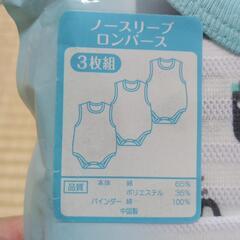 ノースリーブ
ロンパース
3枚組
品質 本体 綿 65%
ポリエステル 35%
バインダー 綿 100%
中国製